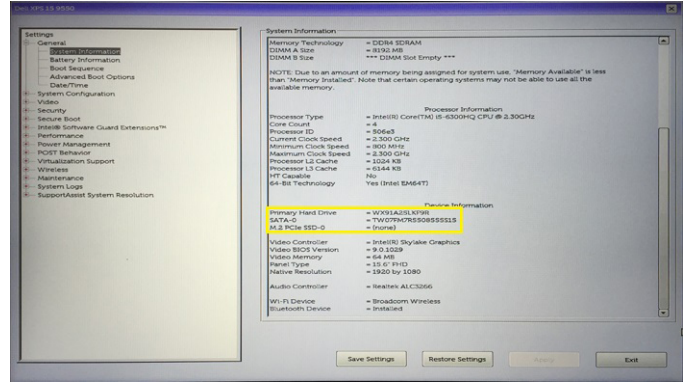 Dell XPS 15 9550
Settings
General
System Information
Battery Information
Boot Sequence
Advanced Boot Options
Date/Time
System Configuration
Video
Security
Secure Boot
Intel® Software Guard Extensions™
Performance
Power Management
POST Behavior
Virtualization Support
Wireless
Maintenance
System Logs
SupportAssist System Resolution
System Information
Memory Technology = DDR4 SDRAM
DIMM A Size = 8192 MB
DIMM B Size *** DIMM Slot Empty ***
NOTE: Due to an amount of memory being assigned for system use, "Memory Available" is less
than "Memory Installed". Note that certain operating systems may not be able to use all the
available memory.
Processor Information
Processor Type = Intel(R) Core(TM) i5-6300HQ CPU @ 2.30GHz
Core Count = 4
Processor ID = 506e3
Current Clock Speed = 2.300 GHz
Minimum Clock Speed = 800 MHz
Maximum Clock Speed = 2.300 GHz
Processor L2 Cache = 1024 KB
Processor L3 Cache = 6144 KB
HT Capable No
64-Bit Technology Yes (Intel EM64T)
Device Information
Primary Hard Drive = WX91A25LKP9R
SATA-0 = TW07FM7R5508555515
M.2 PCIe SSD-0 = (none)
Video Controller = Intel(R) Skylake Graphics
Video BIOS Version = 9.0.1029
Video Memory = 64 MB
Panel Type = 15.6" FHD
Native Resolution = 1920 by 1080
Audio Controller = Realtek ALC3266
Wi-Fi Device = Broadcom Wireless
Bluetooth Device = Installed
Save Settings
Restore Settings
Apply
Exit